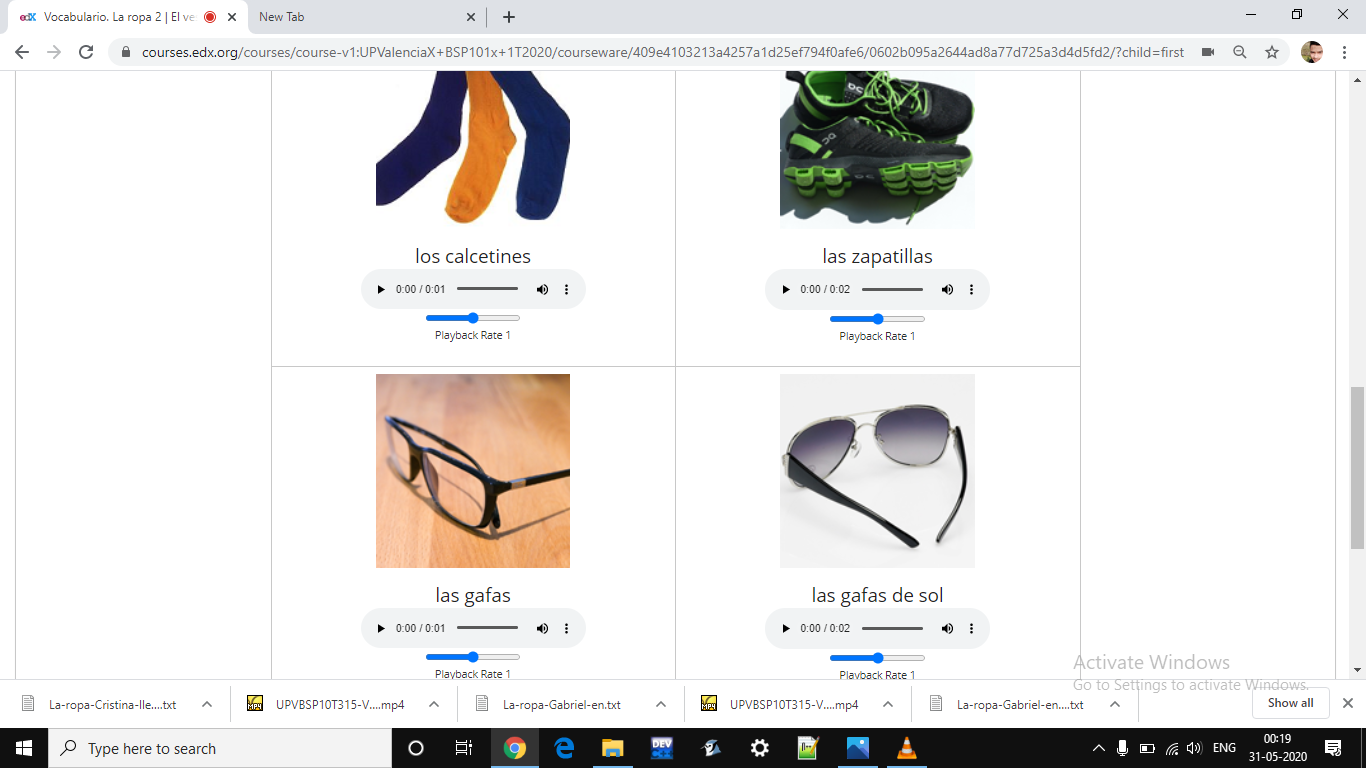 edX Vocabulario. La ropa 2 | El ve
New Tab
courses.edx.org/courses/course-v1:UPValenciaX+BSP101x+1T2020/courseware/409e4103213a4257a1d25ef794f0afe6/0602b095a2644ad8a77d725a3d4d5fd2/?child=first
los calcetines
las zapatillas
0:00 / 0:01
0:00 / 0:02
Playback Rate 1
Playback Rate 1
las gafas
las gafas de sol
0:00 / 0:01
0:00 / 0:02
Playback Rate 1
Playback Rate 1
Activate Windows
Go to Settings to activate Windows.
La-ropa-Cristina-Ile....txt
UPVBSP10T315-V....mp4
La-ropa-Gabriel-en.txt
UPVBSP10T315-V....mp4
La-ropa-Gabriel-en....txt
Show all
Type here to search
DEV
ENG
00:19
31-05-2020